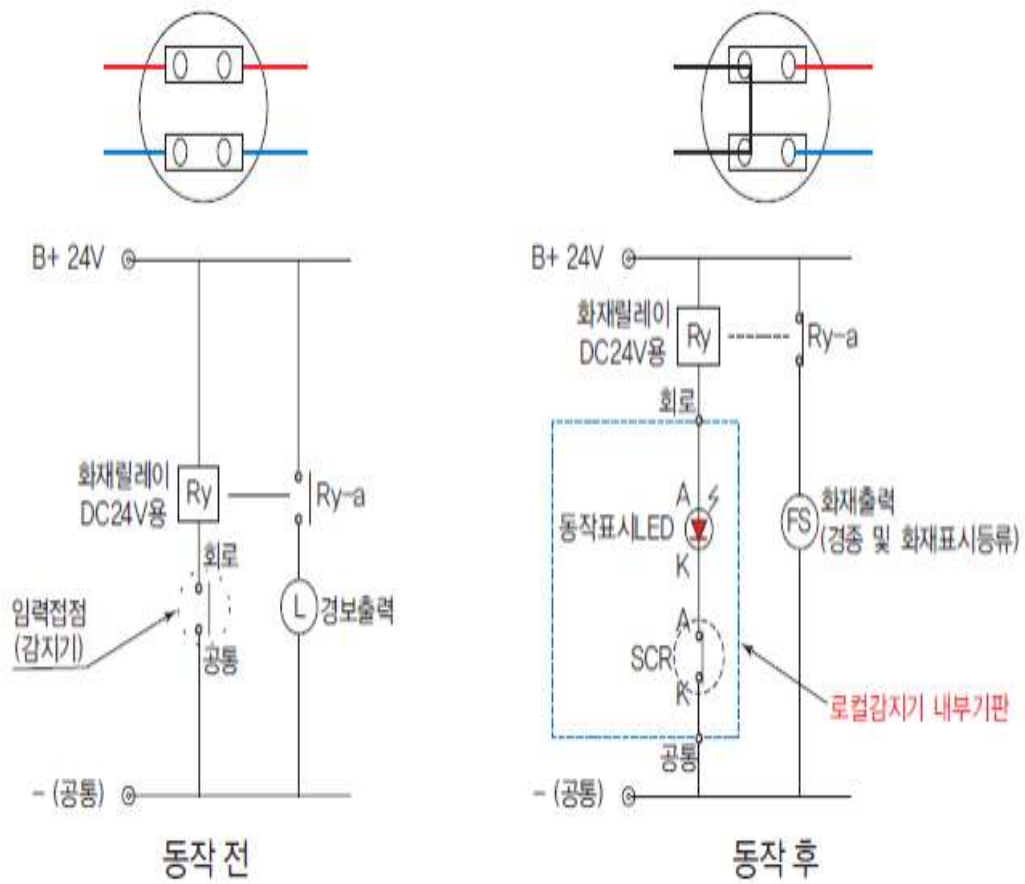 B+ 24V
화재릴레이
DC24V용
Ry
Ry-a
회로
입력접점
(감지기)
공통
L
경보출력
- (공통)
동작 전
B+ 24V
화재릴레이
DC24V용
Ry
Ry-a
회로
A
동작표시LED
K
FS
화재출력
(경종 및 화재표시등류)
A
SCR
K
로컬감지기 내부기판
공통
- (공통)
동작 후